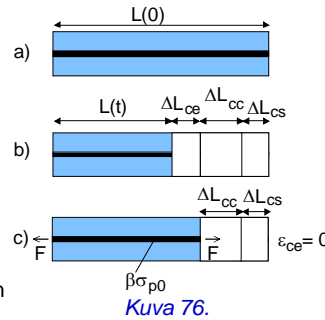 L(0)
a)
L(t) ΔLce ΔLcc ΔLcs
b)
ΔLcc ΔLcs
c) F F εce= 0
βσp0
n
Kuva 76.